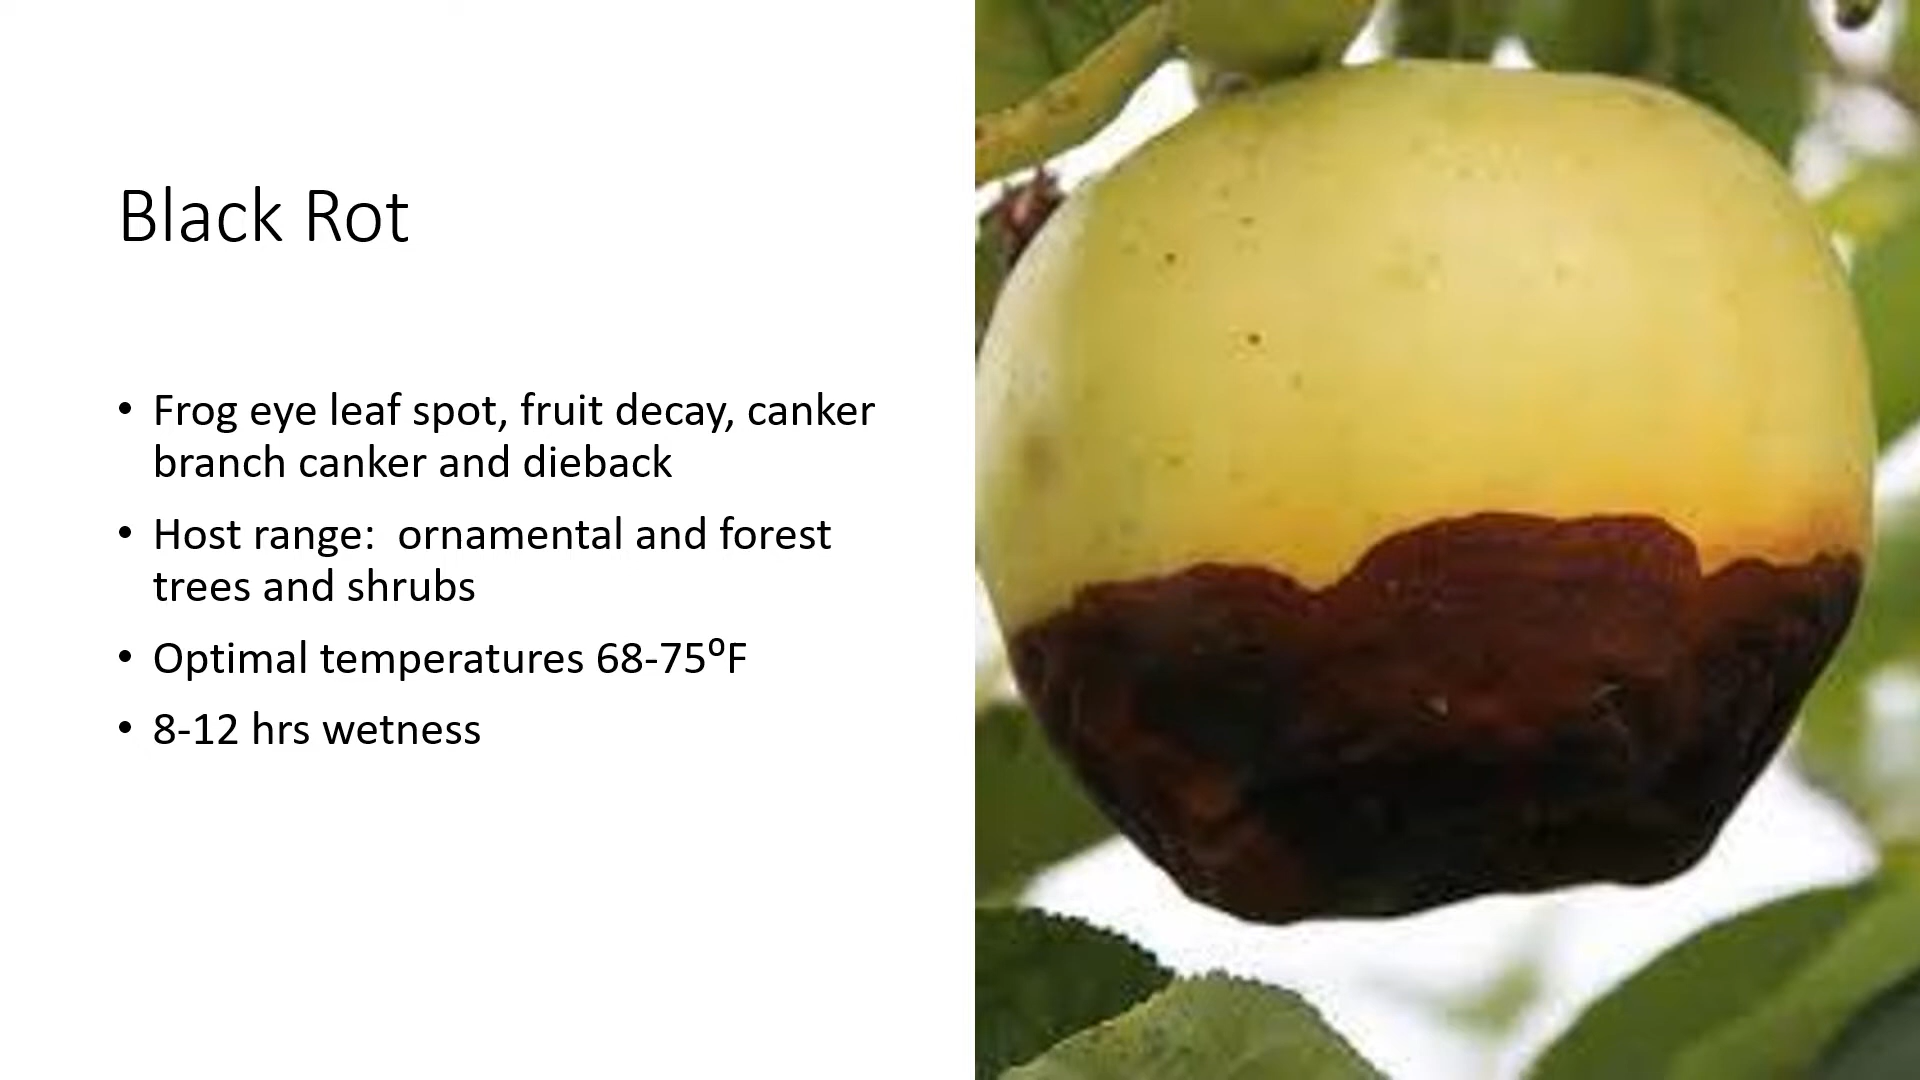 Black Rot
• Frog eye leaf spot, fruit decay, canker
branch canker and dieback
• Host range:  ornamental and forest
trees and shrubs
• Optimal temperatures 68-75⁰F
• 8-12 hrs wetness